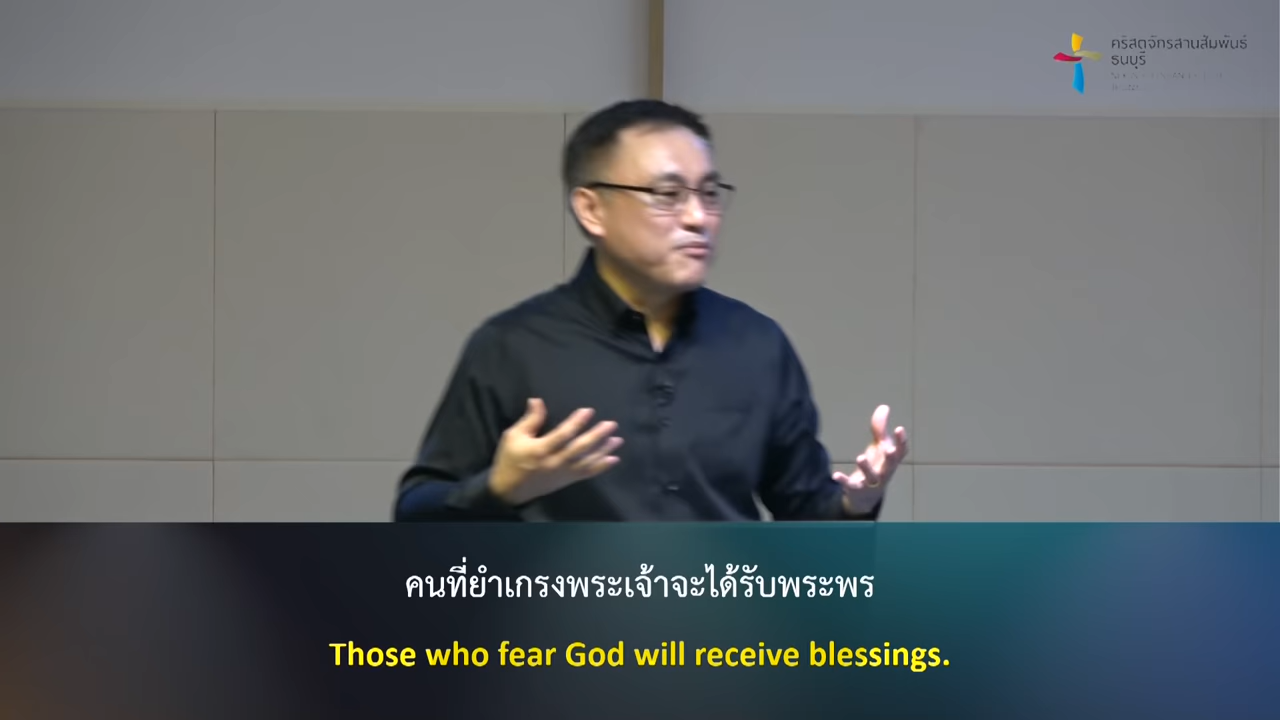 คริสตจักรสานสัมพันธ์
ธนบุรี
คนที่ยำเกรงพระเจ้าจะได้รับพระพร
Those who fear God will receive blessings.